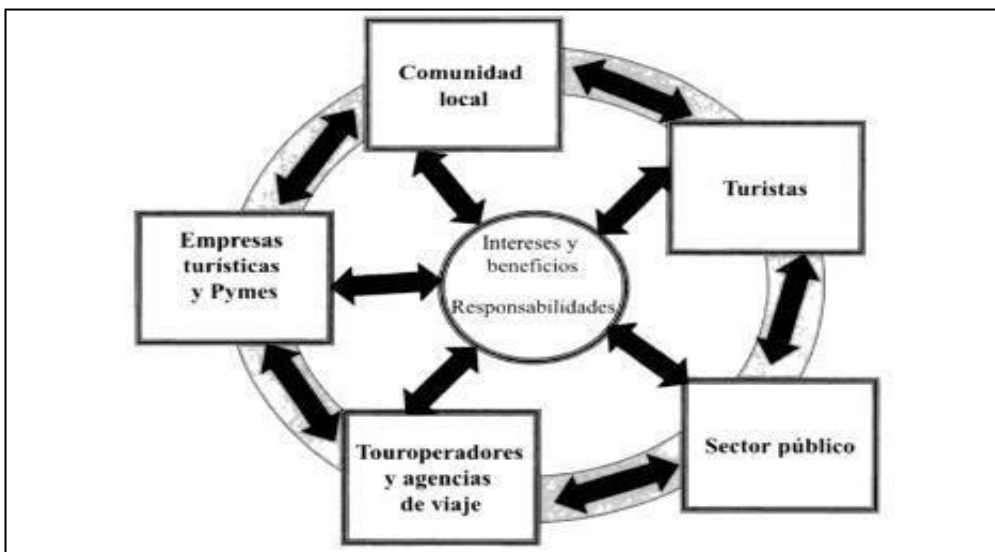 Comunidad
local
Turistas
Empresas
turísticas
y Pymes
Intereses y
beneficios
Responsabilidades
Touroperadores
y agencias
de viaje
Sector público